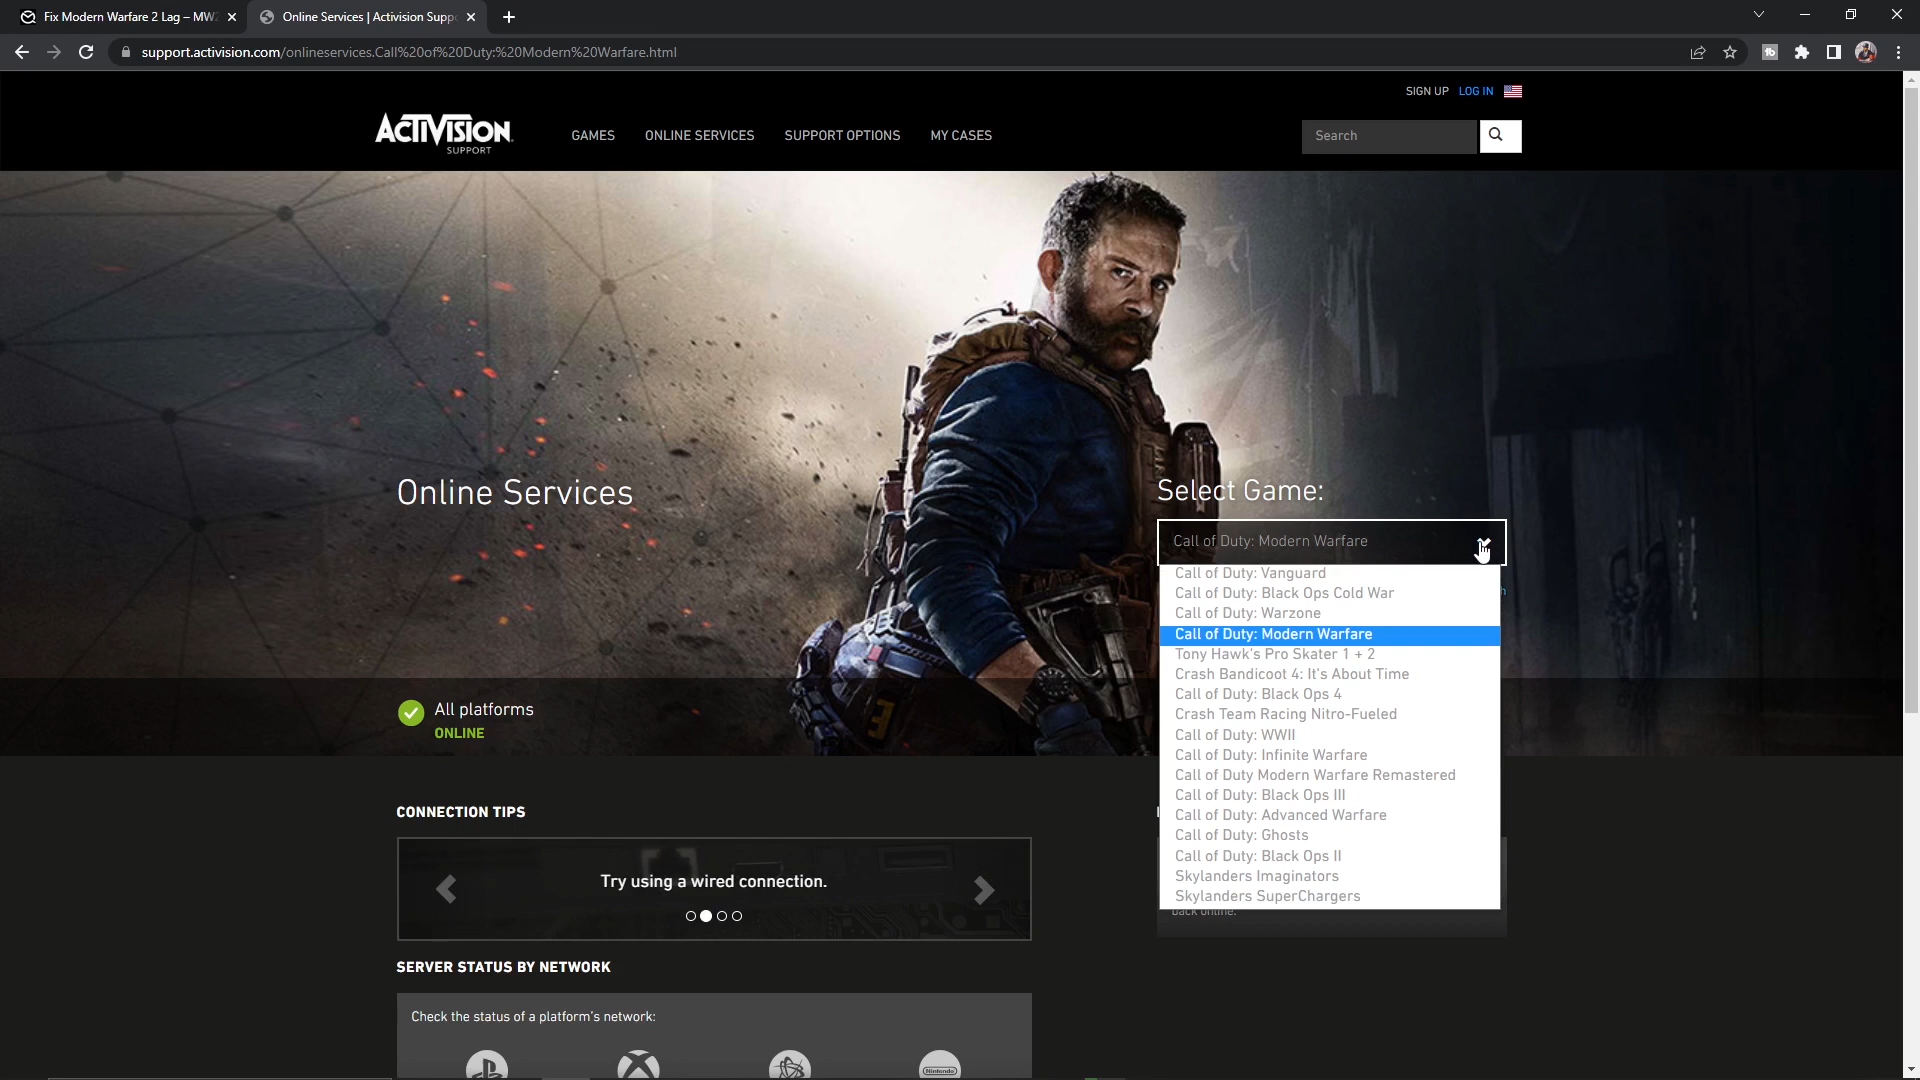 Fix Modern Warfare 2 Lag – MW2
Online Services | Activision Supp
support.activision.com/onlineservices.Call%20of%20Duty:%20Modern%20Warfare.html
SIGN UP LOG IN
ACTIVISION
SUPPORT
GAMES ONLINE SERVICES SUPPORT OPTIONS MY CASES
Search
Online Services
Select Game:
Call of Duty: Modern Warfare
Call of Duty: Vanguard
Call of Duty: Black Ops Cold War
Call of Duty: Warzone
Call of Duty: Modern Warfare
Tony Hawk's Pro Skater 1 + 2
Crash Bandicoot 4: It's About Time
Call of Duty: Black Ops 4
Crash Team Racing Nitro-Fueled
Call of Duty: WWII
Call of Duty: Infinite Warfare
Call of Duty Modern Warfare Remastered
Call of Duty: Black Ops III
Call of Duty: Advanced Warfare
Call of Duty: Ghosts
Call of Duty: Black Ops II
Skylanders Imaginators
Skylanders SuperChargers
back online.
All platforms
ONLINE
CONNECTION TIPS
Try using a wired connection.
SERVER STATUS BY NETWORK
Check the status of a platform's network:
Nintendo